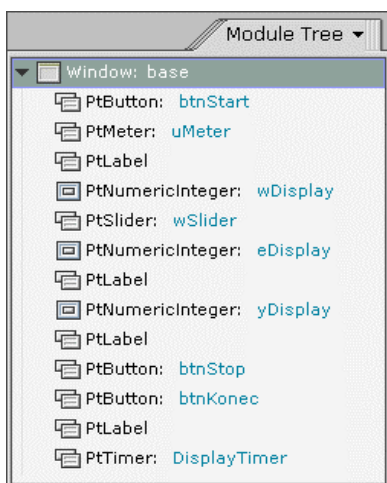 Module Tree
Window: base
PtButton: btnStart
PtMeter: uMeter
PtLabel
PtNumericInteger: wDisplay
PtSlider: wSlider
PtNumericInteger: eDisplay
PtLabel
PtNumericInteger: yDisplay
PtLabel
PtButton: btnStop
PtButton: btnKonec
PtLabel
PtTimer: DisplayTimer